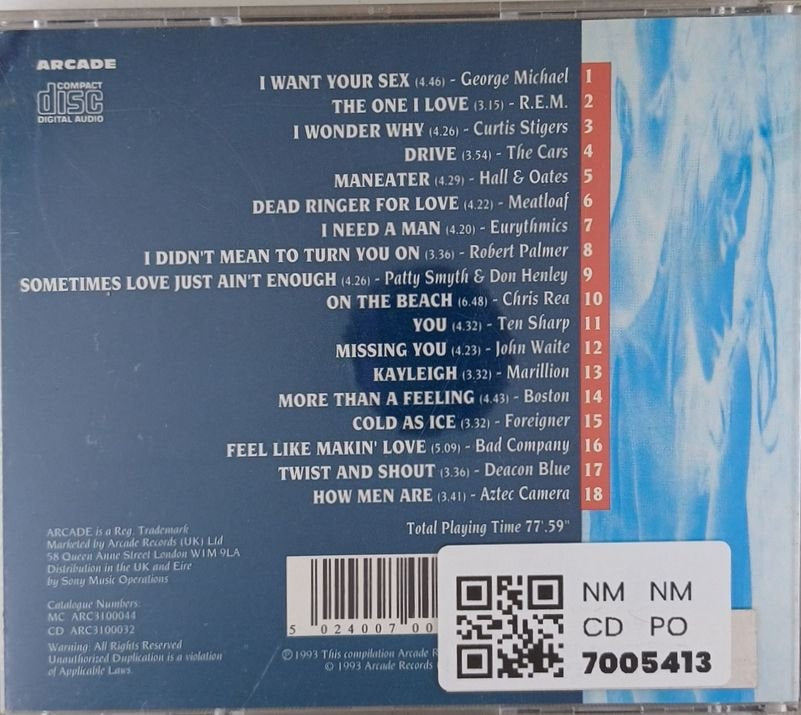 ARCADE
COMPACT
disc
DIGITAL AUDIO
I WANT YOUR SEX (4.46) - George Michael 1
THE ONE I LOVE (3.15) - R.E.M. 2
I WONDER WHY (4.26) - Curtis Stigers 3
DRIVE (3.54) - The Cars 4
MANEATER (4.29) - Hall & Oates 5
DEAD RINGER FOR LOVE (4.22) - Meatloaf 6
I NEED A MAN (4.20) - Eurythmics 7
I DIDN'T MEAN TO TURN YOU ON (3.36) - Robert Palmer 8
SOMETIMES LOVE JUST AIN'T ENOUGH (4.26) - Patty Smyth & Don Henley 9
ON THE BEACH (6.48) - Chris Rea 10
YOU (4.32) - Ten Sharp 11
MISSING YOU (4.23) - John Waite 12
KAYLEIGH (3.32) - Marillion 13
MORE THAN A FEELING (4.43) - Boston 14
COLD AS ICE (3.32) - Foreigner 15
FEEL LIKE MAKIN' LOVE (5.09) - Bad Company 16
TWIST AND SHOUT (3.36) - Deacon Blue 17
HOW MEN ARE (3.41) - Aztec Camera 18
Total Playing Time 77'.59"
ARCADE is a Reg. Trademark
Marketed by Arcade Records (UK) Ltd
58 Queen Anne Street London W1M 9LA
Distribution in the UK and Eire
by Sony Music Operations
Catalogue Numbers:
MC ARC3100044
CD ARC3100032
Warning: All Rights Reserved
Unauthorized Duplication is a violation
of Applicable Laws.
5 024007 00
℗ 1993 This compilation Arcade R
© 1993 Arcade Records
NM NM
CD PO
7005413